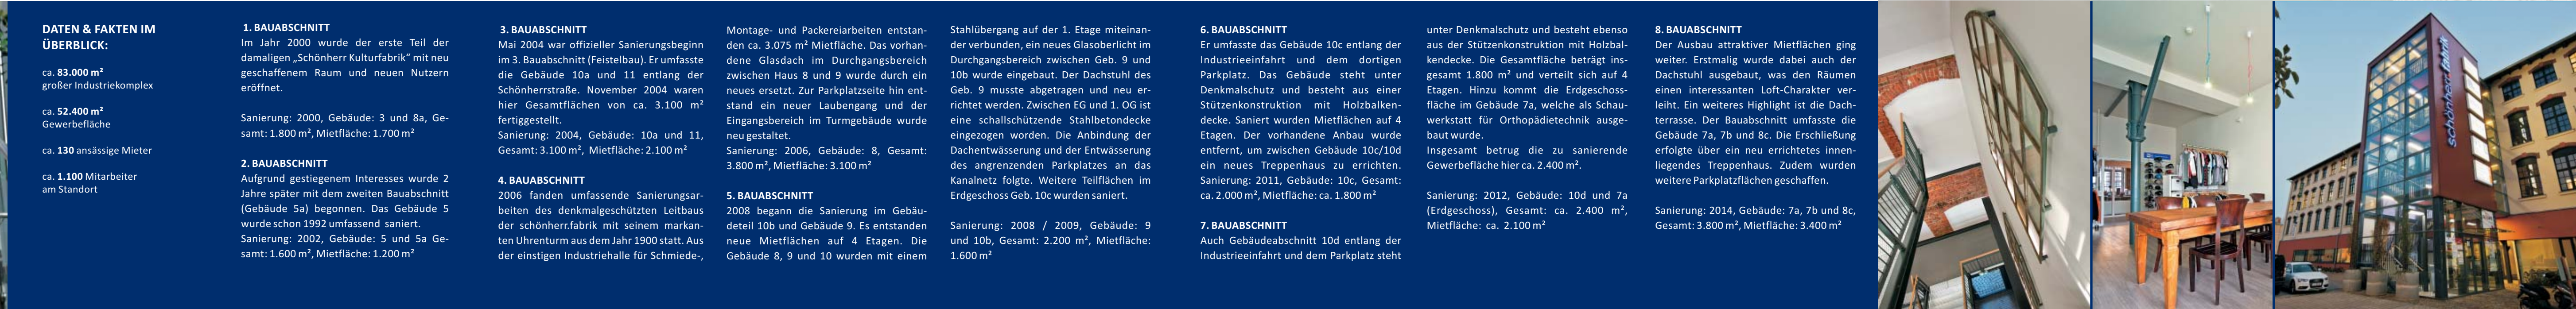 DATEN & FAKTEN IM
ÜBERBLICK:
ca. 83.000 m²
großer Industriekomplex
ca. 52.400 m²
Gewerbefläche
ca. 130 ansässige Mieter
ca. 1.100 Mitarbeiter
am Standort
1. BAUABSCHNITT
Im Jahr 2000 wurde der erste Teil der
damaligen „Schönherr Kulturfabrik“ mit neu
geschaffenem Raum und neuen Nutzern
eröffnet.
Sanierung: 2000, Gebäude: 3 und 8a, Ge-
samt: 1.800 m², Mietfläche: 1.700 m²
2. BAUABSCHNITT
Aufgrund gestiegenem Interesses wurde 2
Jahre später mit dem zweiten Bauabschnitt
(Gebäude 5a) begonnen. Das Gebäude 5
wurde schon 1992 umfassend saniert.
Sanierung: 2002, Gebäude: 5 und 5a Ge-
samt: 1.600 m², Mietfläche: 1.200 m²
3. BAUABSCHNITT
Mai 2004 war offizieller Sanierungsbeginn
im 3. Bauabschnitt (Feistelbau). Er umfasste
die Gebäude 10a und 11 entlang der
Schönherrstraße. November 2004 waren
hier Gesamtflächen von ca. 3.100 m²
fertiggestellt.
Sanierung: 2004, Gebäude: 10a und 11,
Gesamt: 3.100 m², Mietfläche: 2.100 m²
4. BAUABSCHNITT
2006 fanden umfassende Sanierungsar-
beiten des denkmalgeschützten Leitbaus
der schönherr.fabrik mit seinem markan-
ten Uhrenturm aus dem Jahr 1900 statt. Aus
der einstigen Industriehalle für Schmiede-,
Montage- und Packereiarbeiten entstan-
den ca. 3.075 m² Mietfläche. Das vorhan-
dene Glasdach im Durchgangsbereich
zwischen Haus 8 und 9 wurde durch ein
neues ersetzt. Zur Parkplatzseite hin ent-
stand ein neuer Laubengang und der
Eingangsbereich im Turmgebäude wurde
neu gestaltet.
Sanierung: 2006, Gebäude: 8, Gesamt:
3.800 m², Mietfläche: 3.100 m²
5. BAUABSCHNITT
2008 begann die Sanierung im Gebäu-
deteil 10b und Gebäude 9. Es entstanden
neue Mietflächen auf 4 Etagen. Die
Gebäude 8, 9 und 10 wurden mit einem
Stahlübergang auf der 1. Etage miteinan-
der verbunden, ein neues Glasoberlicht im
Durchgangsbereich zwischen Geb. 9 und
10b wurde eingebaut. Der Dachstuhl des
Geb. 9 musste abgetragen und neu er-
richtet werden. Zwischen EG und 1. OG ist
eine schallschützende Stahlbetondecke
eingezogen worden. Die Anbindung der
Dachentwässerung und der Entwässerung
des angrenzenden Parkplatzes an das
Kanalnetz folgte. Weitere Teilflächen im
Erdgeschoss Geb. 10c wurden saniert.
Sanierung: 2008 / 2009, Gebäude: 9
und 10b, Gesamt: 2.200 m², Mietfläche:
1.600 m²
6. BAUABSCHNITT
Er umfasste das Gebäude 10c entlang der
Industrieeinfahrt und dem dortigen
Parkplatz. Das Gebäude steht unter
Denkmalschutz und besteht aus einer
Stützenkonstruktion mit Holzbalken-
decke. Saniert wurden Mietflächen auf 4
Etagen. Der vorhandene Anbau wurde
entfernt, um zwischen Gebäude 10c/10d
ein neues Treppenhaus zu errichten.
Sanierung: 2011, Gebäude: 10c, Gesamt:
ca. 2.000 m², Mietfläche: ca. 1.800 m²
7. BAUABSCHNITT
Auch Gebäudeabschnitt 10d entlang der
Industrieeinfahrt und dem Parkplatz steht
unter Denkmalschutz und besteht ebenso
aus der Stützenkonstruktion mit Holzbal-
kendecke. Die Gesamtfläche beträgt ins-
gesamt 1.800 m² und verteilt sich auf 4
Etagen. Hinzu kommt die Erdgeschoss-
fläche im Gebäude 7a, welche als Schau-
werkstatt für Orthopädietechnik ausge-
baut wurde.
Insgesamt betrug die zu sanierende
Gewerbefläche hier ca. 2.400 m².
Sanierung: 2012, Gebäude: 10d und 7a
(Erdgeschoss), Gesamt: ca. 2.400 m²,
Mietfläche: ca. 2.100 m²
8. BAUABSCHNITT
Der Ausbau attraktiver Mietflächen ging
weiter. Erstmalig wurde dabei auch der
Dachstuhl ausgebaut, was den Räumen
einen interessanten Loft-Charakter ver-
leiht. Ein weiteres Highlight ist die Dach-
terrasse. Der Bauabschnitt umfasste die
Gebäude 7a, 7b und 8c. Die Erschließung
erfolgte über ein neu errichtetes innen-
liegendes Treppenhaus. Zudem wurden
weitere Parkplatzflächen geschaffen.
Sanierung: 2014, Gebäude: 7a, 7b und 8c,
Gesamt: 3.800 m², Mietfläche: 3.400 m²
schönherr.fabrik